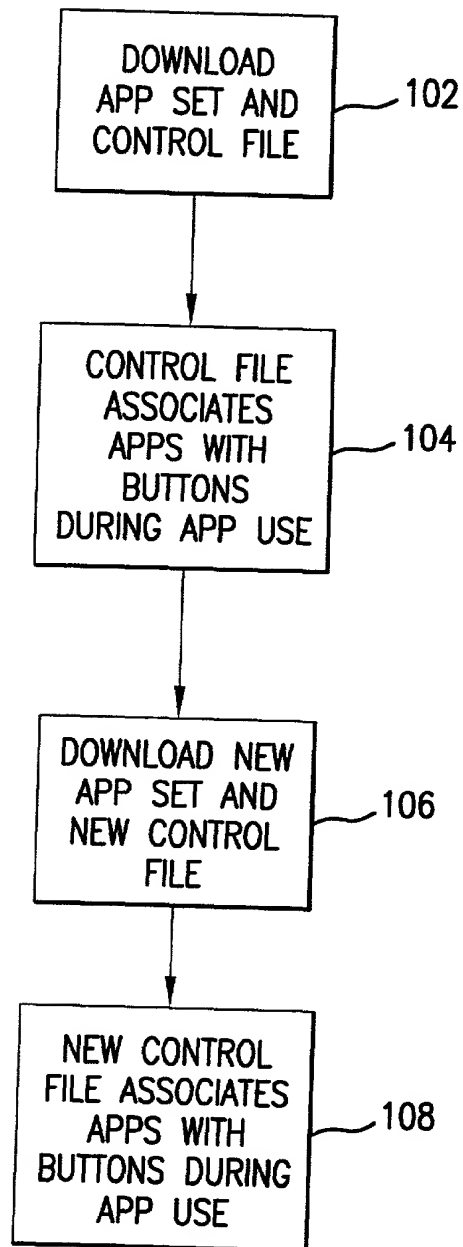 DOWNLOAD
APP SET AND
CONTROL FILE
102
CONTROL FILE
ASSOCIATES
APPS WITH
BUTTONS
DURING APP USE
104
DOWNLOAD NEW
APP SET AND
NEW CONTROL
FILE
106
NEW CONTROL
FILE ASSOCIATES
APPS WITH
BUTTONS DURING
APP USE
108